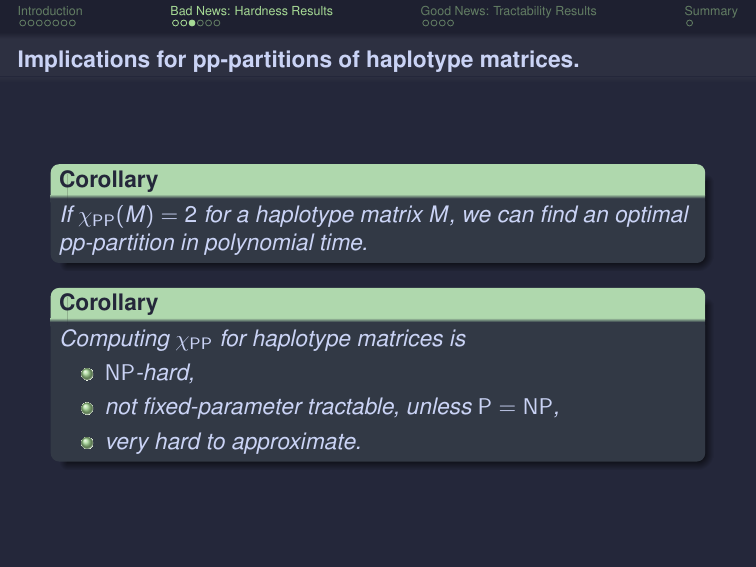 Introduction
Bad News: Hardness Results
Good News: Tractability Results
Summary
Implications for pp-partitions of haplotype matrices.
Corollary
If χPP(M) = 2 for a haplotype matrix M, we can find an optimal
pp-partition in polynomial time.
Corollary
Computing χPP for haplotype matrices is
NP-hard,
not fixed-parameter tractable, unless P = NP,
very hard to approximate.